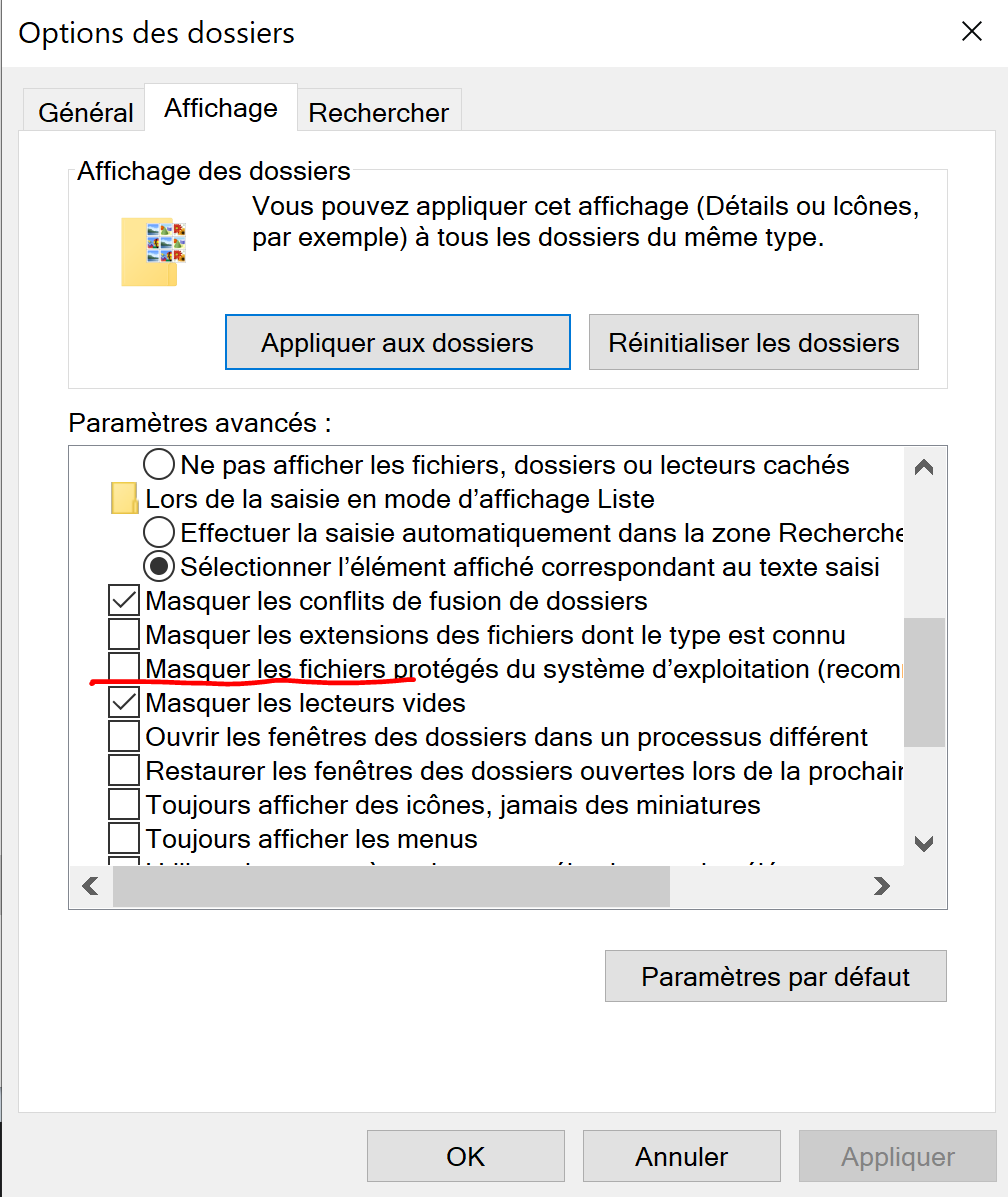 Options des dossiers
Général
Affichage
Rechercher
Affichage des dossiers
Vous pouvez appliquer cet affichage (Détails ou Icônes,
par exemple) à tous les dossiers du même type.
Appliquer aux dossiers
Réinitialiser les dossiers
Paramètres avancés :
Ne pas afficher les fichiers, dossiers ou lecteurs cachés
Lors de la saisie en mode d’affichage Liste
Effectuer la saisie automatiquement dans la zone Recherche
Sélectionner l’élément affiché correspondant au texte saisi
Masquer les conflits de fusion de dossiers
Masquer les extensions des fichiers dont le type est connu
Masquer les fichiers protégés du système d’exploitation (recom
Masquer les lecteurs vides
Ouvrir les fenêtres des dossiers dans un processus différent
Restaurer les fenêtres des dossiers ouvertes lors de la prochair
Toujours afficher des icônes, jamais des miniatures
Toujours afficher les menus
Paramètres par défaut
OK
Annuler
Appliquer